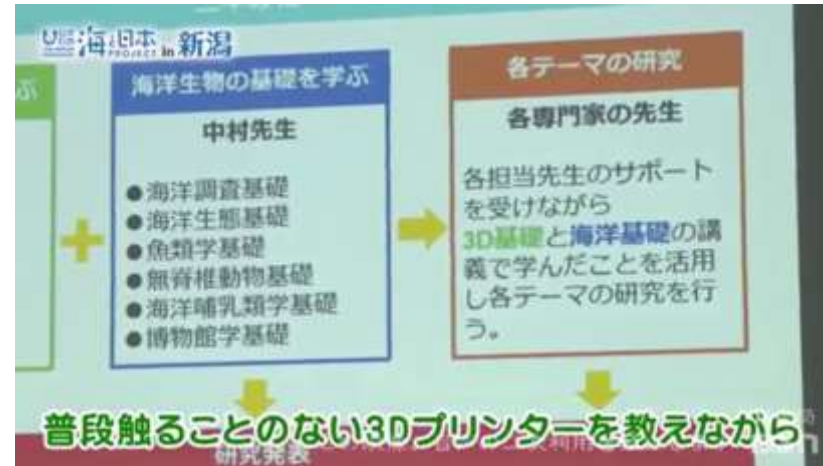 海と日本 PROJECT in 新潟
ぶ
海洋生物の基礎を学ぶ
中村先生
●海洋調査基礎
●海洋生態基礎
●魚類学基礎
●無脊椎動物基礎
●海洋哺乳類学基礎
●博物館学基礎
各テーマの研究
各専門家の先生
各担当先生のサポート
を受けながら
3D基礎と海洋基礎の講
義で学んだことを活用
し各テーマの研究を行
う。
普段触ることのない3Dプリンターを教えながら
研究発表